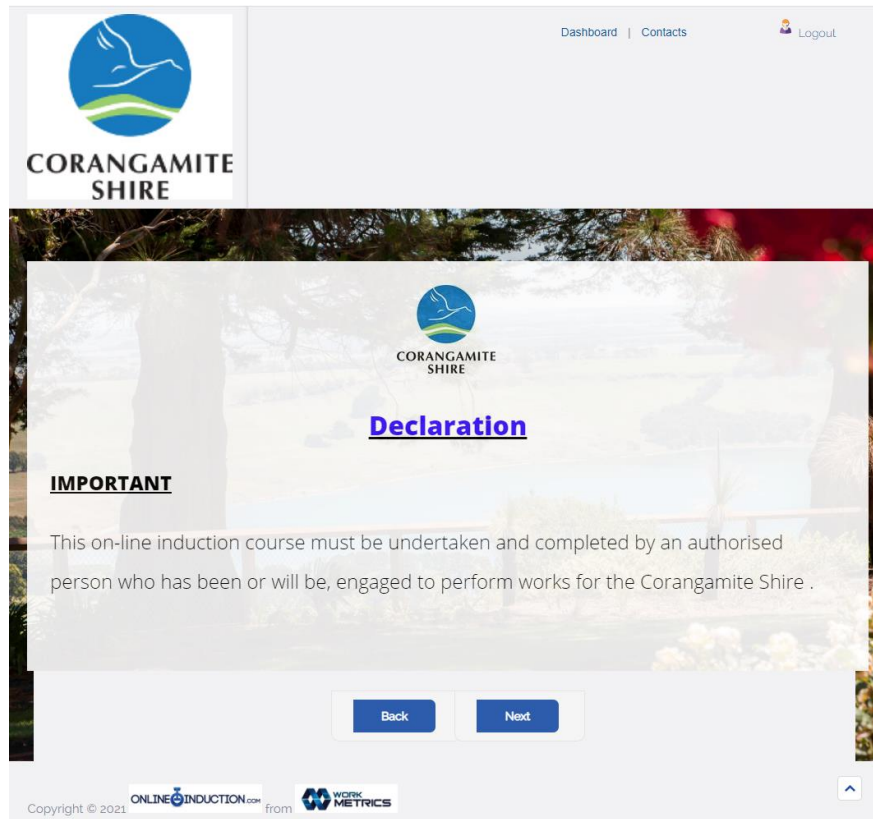 CORANGAMITE
SHIRE
Dashboard | Contacts
Logout
CORANGAMITE
SHIRE
Declaration
IMPORTANT
This on-line induction course must be undertaken and completed by an authorised
person who has been or will be, engaged to perform works for the Corangamite Shire .
Back
Next
Copyright © 2021 ONLINE INDUCTION.COM from WORK METRICS